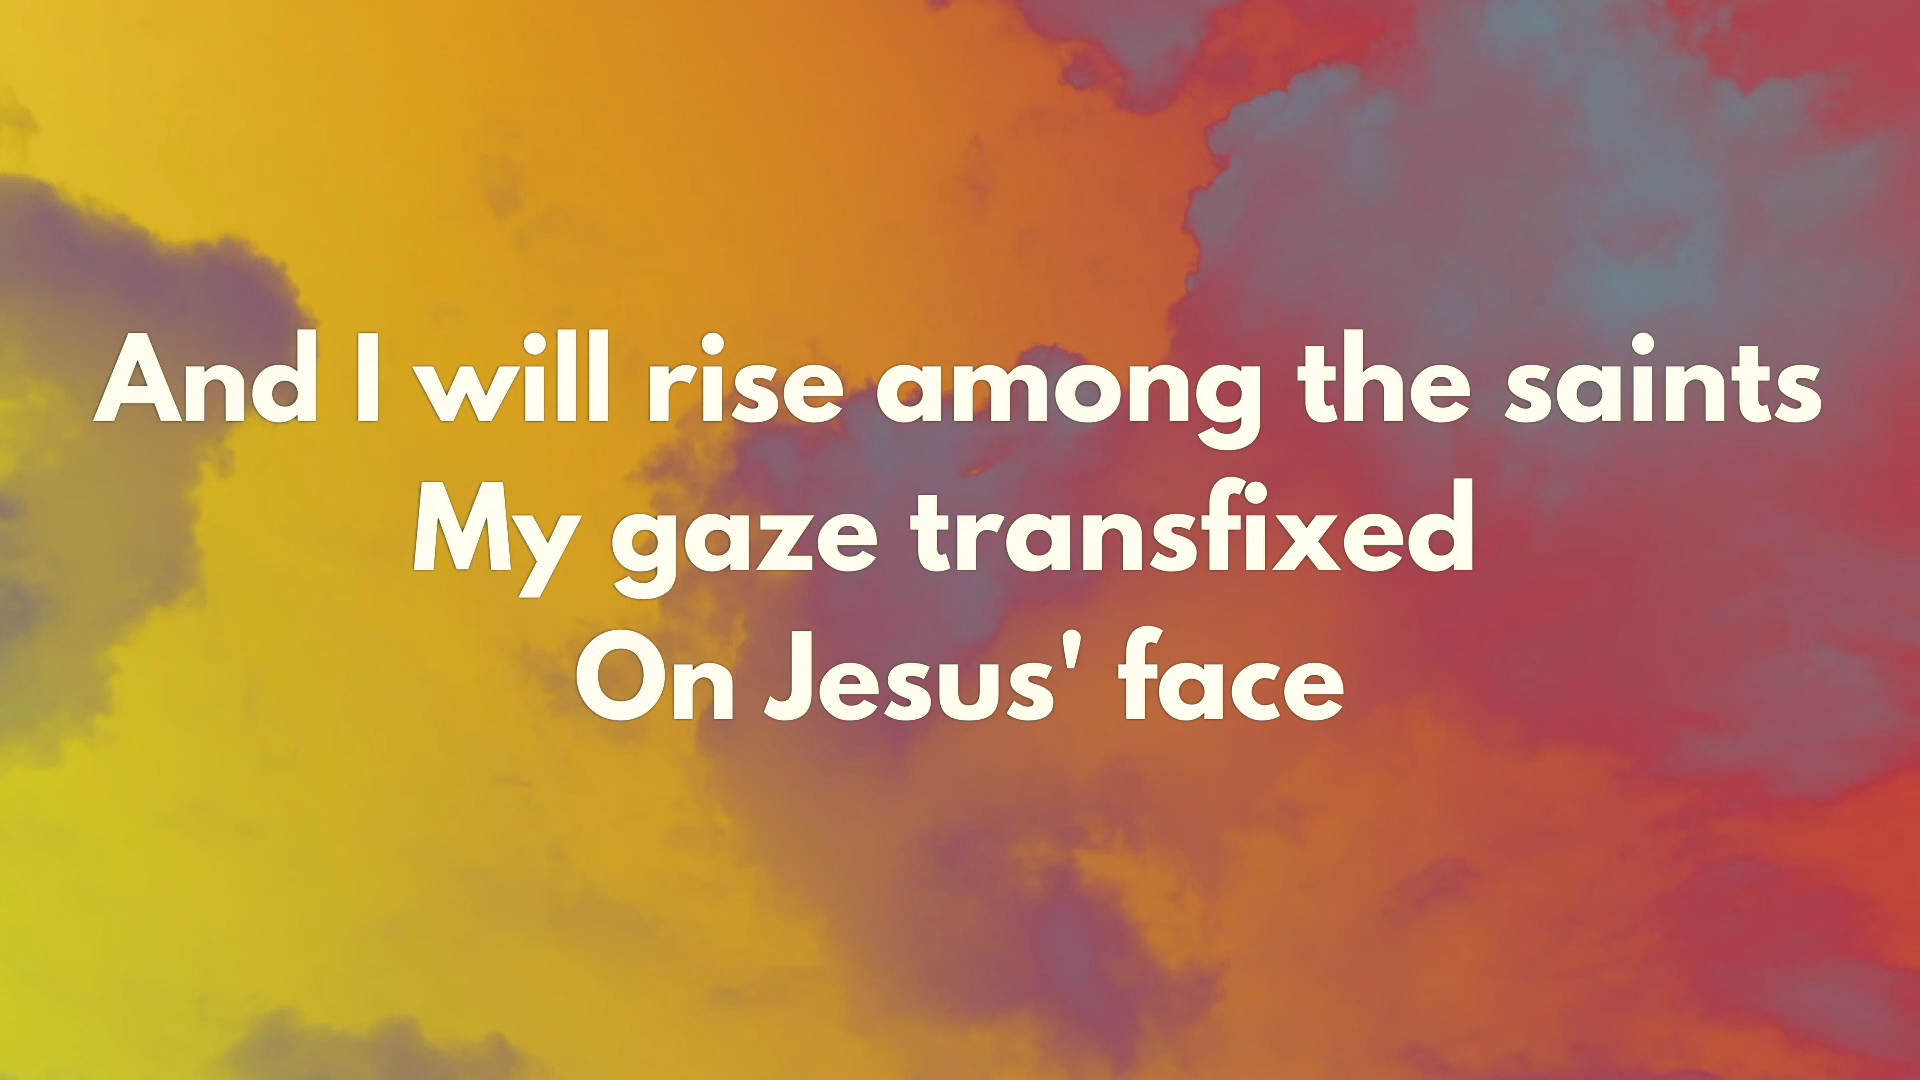 And I will rise among the saints
My gaze transfixed
On Jesus' face